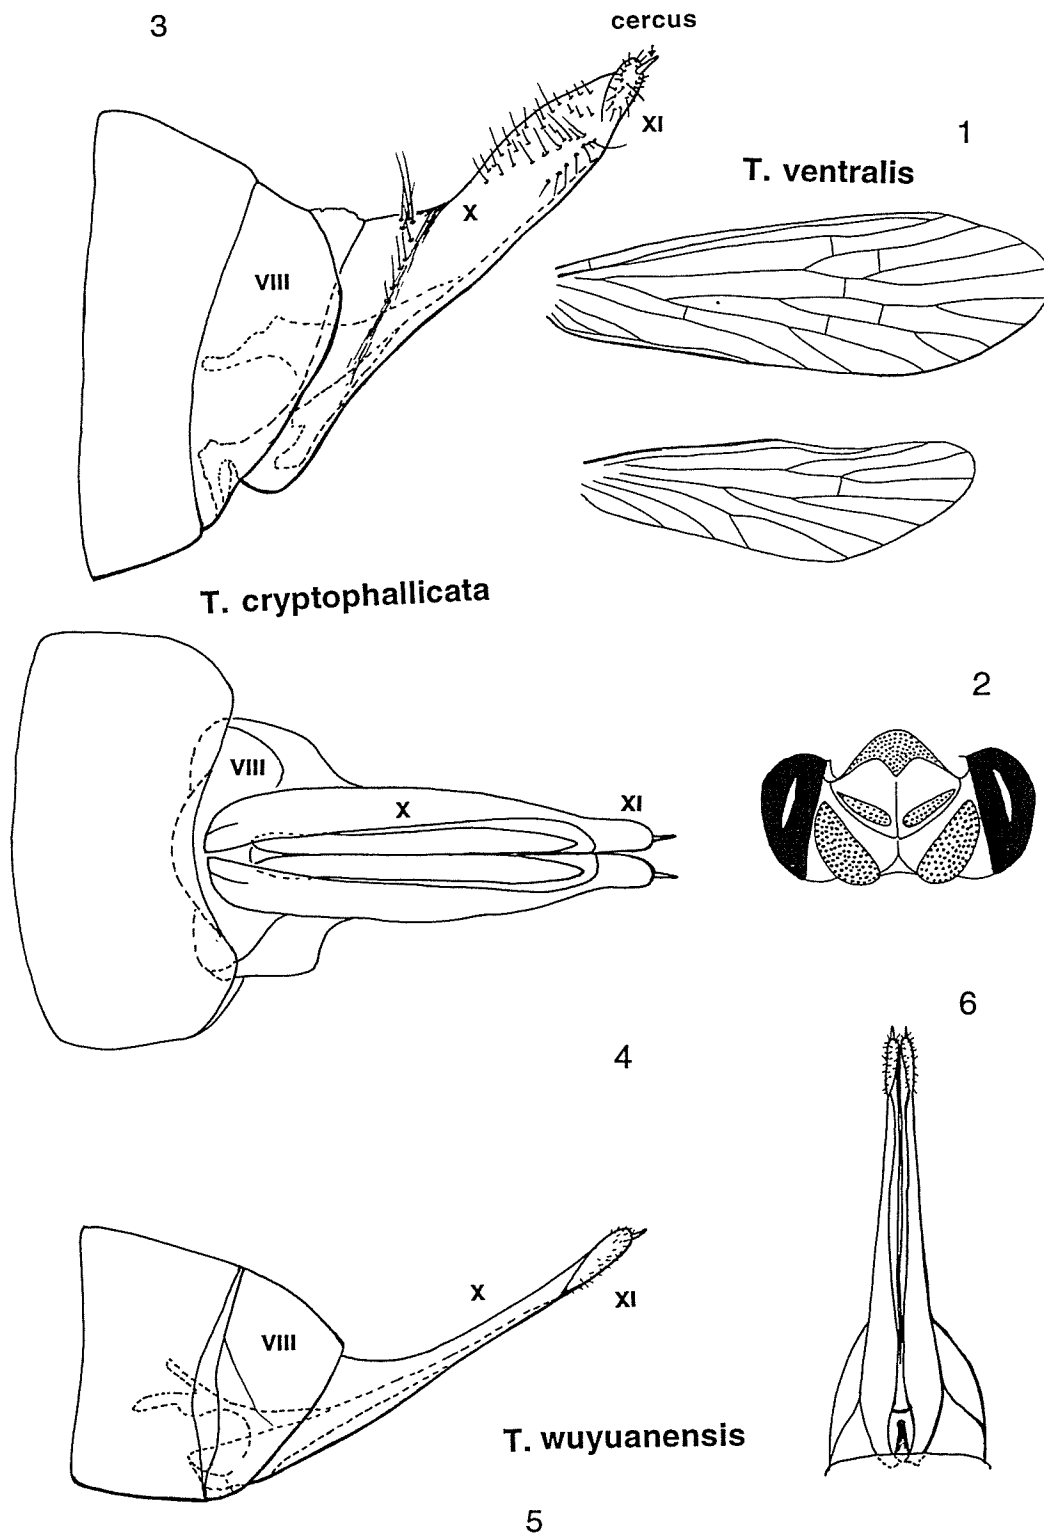 3
cercus
XI
1
T. ventralis
X
VIII
T. cryptophallicata
2
VIII
X
XI
6
4
X
XI
VIII
T. wuyuanensis
5